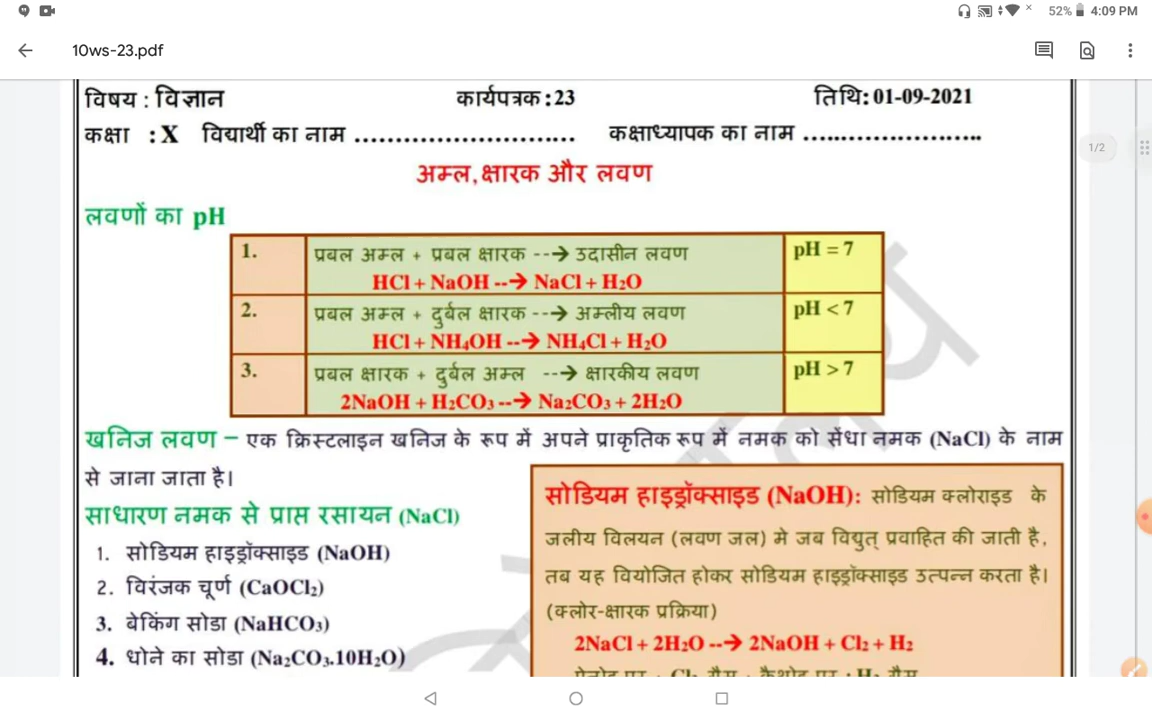 52% 4:09 PM
10ws-23.pdf
विषय : विज्ञान कार्यपत्रक : 23 तिथि: 01-09-2021
कक्षा : X विद्यार्थी का नाम ............................ कक्षाध्यापक का नाम ........................
1/2
अम्ल, क्षारक और लवण
लवणों का pH
1. प्रबल अम्ल + प्रबल क्षारक --→ उदासीन लवण pH = 7
HCl + NaOH --→ NaCl + H₂O
2. प्रबल अम्ल + दुर्बल क्षारक --→ अम्लीय लवण pH < 7
HCl + NH₄OH --→ NH₄Cl + H₂O
3. प्रबल क्षारक + दुर्बल अम्ल --→ क्षारकीय लवण pH > 7
2NaOH + H₂CO₃ --→ Na₂CO₃ + 2H₂O
खनिज लवण – एक क्रिस्टलाइन खनिज के रूप में अपने प्राकृतिक रूप में नमक को सेंधा नमक (NaCl) के नाम
से जाना जाता है।
साधारण नमक से प्राप्त रसायन (NaCl)
1. सोडियम हाइड्रॉक्साइड (NaOH)
2. विरंजक चूर्ण (CaOCl₂)
3. बेकिंग सोडा (NaHCO₃)
4. धोने का सोडा (Na₂CO₃.10H₂O)
सोडियम हाइड्रॉक्साइड (NaOH): सोडियम क्लोराइड के
जलीय विलयन (लवण जल) मे जब विद्युत् प्रवाहित की जाती है,
तब यह वियोजित होकर सोडियम हाइड्रॉक्साइड उत्पन्न करता है।
(क्लोर-क्षारक प्रक्रिया)
2NaCl + 2H₂O --→ 2NaOH + Cl₂ + H₂